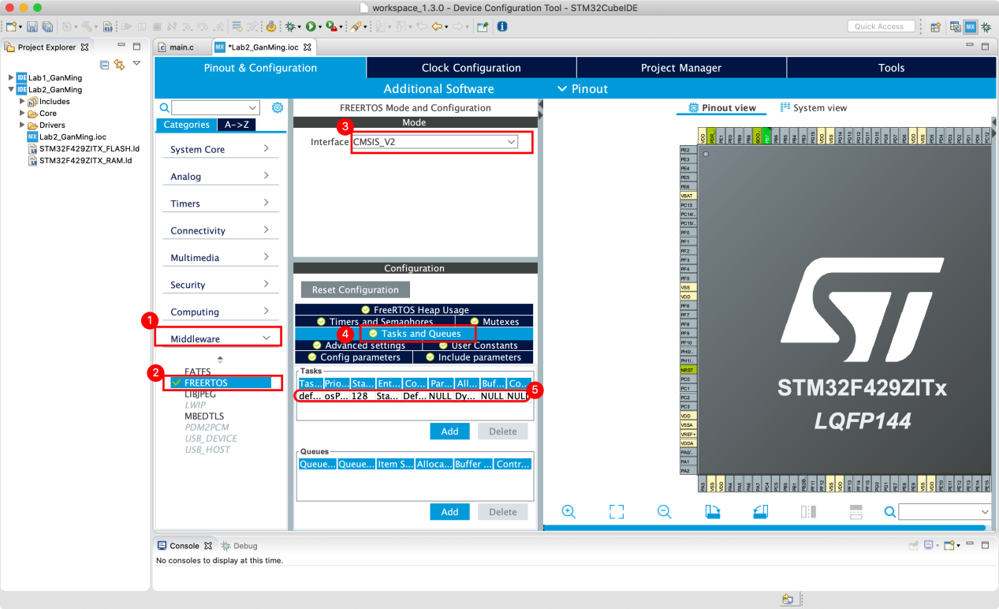 workspace_1.3.0 - Device Configuration Tool - STM32CubeIDE
Quick Access
Project Explorer
Lab1_GanMing
Lab2_GanMing
Includes
Core
Drivers
Lab2_GanMing.ioc
STM32F429ZITX_FLASH.ld
STM32F429ZITX_RAM.ld
main.c
*Lab2_GanMing.ioc
Pinout & Configuration
Clock Configuration
Project Manager
Tools
Additional Software
Pinout
Categories
A->Z
System Core
Analog
Timers
Connectivity
Multimedia
Security
Computing
1
Middleware
FATFS
2
FREERTOS
LIBJPEG
LWIP
MBEDTLS
PDM2PCM
USB_DEVICE
USB_HOST
FREERTOS Mode and Configuration
Mode
3
Interface CMSIS_V2
Configuration
Reset Configuration
FreeRTOS Heap Usage
Timers and Semaphores
Mutexes
4
Tasks and Queues
Advanced settings
User Constants
Config parameters
Include parameters
Tasks
Tas... Prio... Sta... Ent... Co... Par... All... Buf... Co...
def... osP... 128 Sta... Def... NULL Dy... NULL NULL
5
Add
Delete
Queues
Queue... Queue... Item S... Alloca... Buffer ... Contr...
Add
Delete
Pinout view
System view
PE2
PE3
PE4
PE5
PE6
VBAT
PC13
PC14/..
PC15/..
PF0
PF1
PF2
PF3
PF4
PF5
VSS
VDD
PF6
PF7
PF8
PF9
PF10
PH0/..
PH1/..
NRST
PC0
PC1
PC2
PC3
VDD
VSSA
VREF+
VDDA
PA0/..
PA1
PA2
STM32F429ZITx
LQFP144
Console
Debug
No consoles to display at this time.